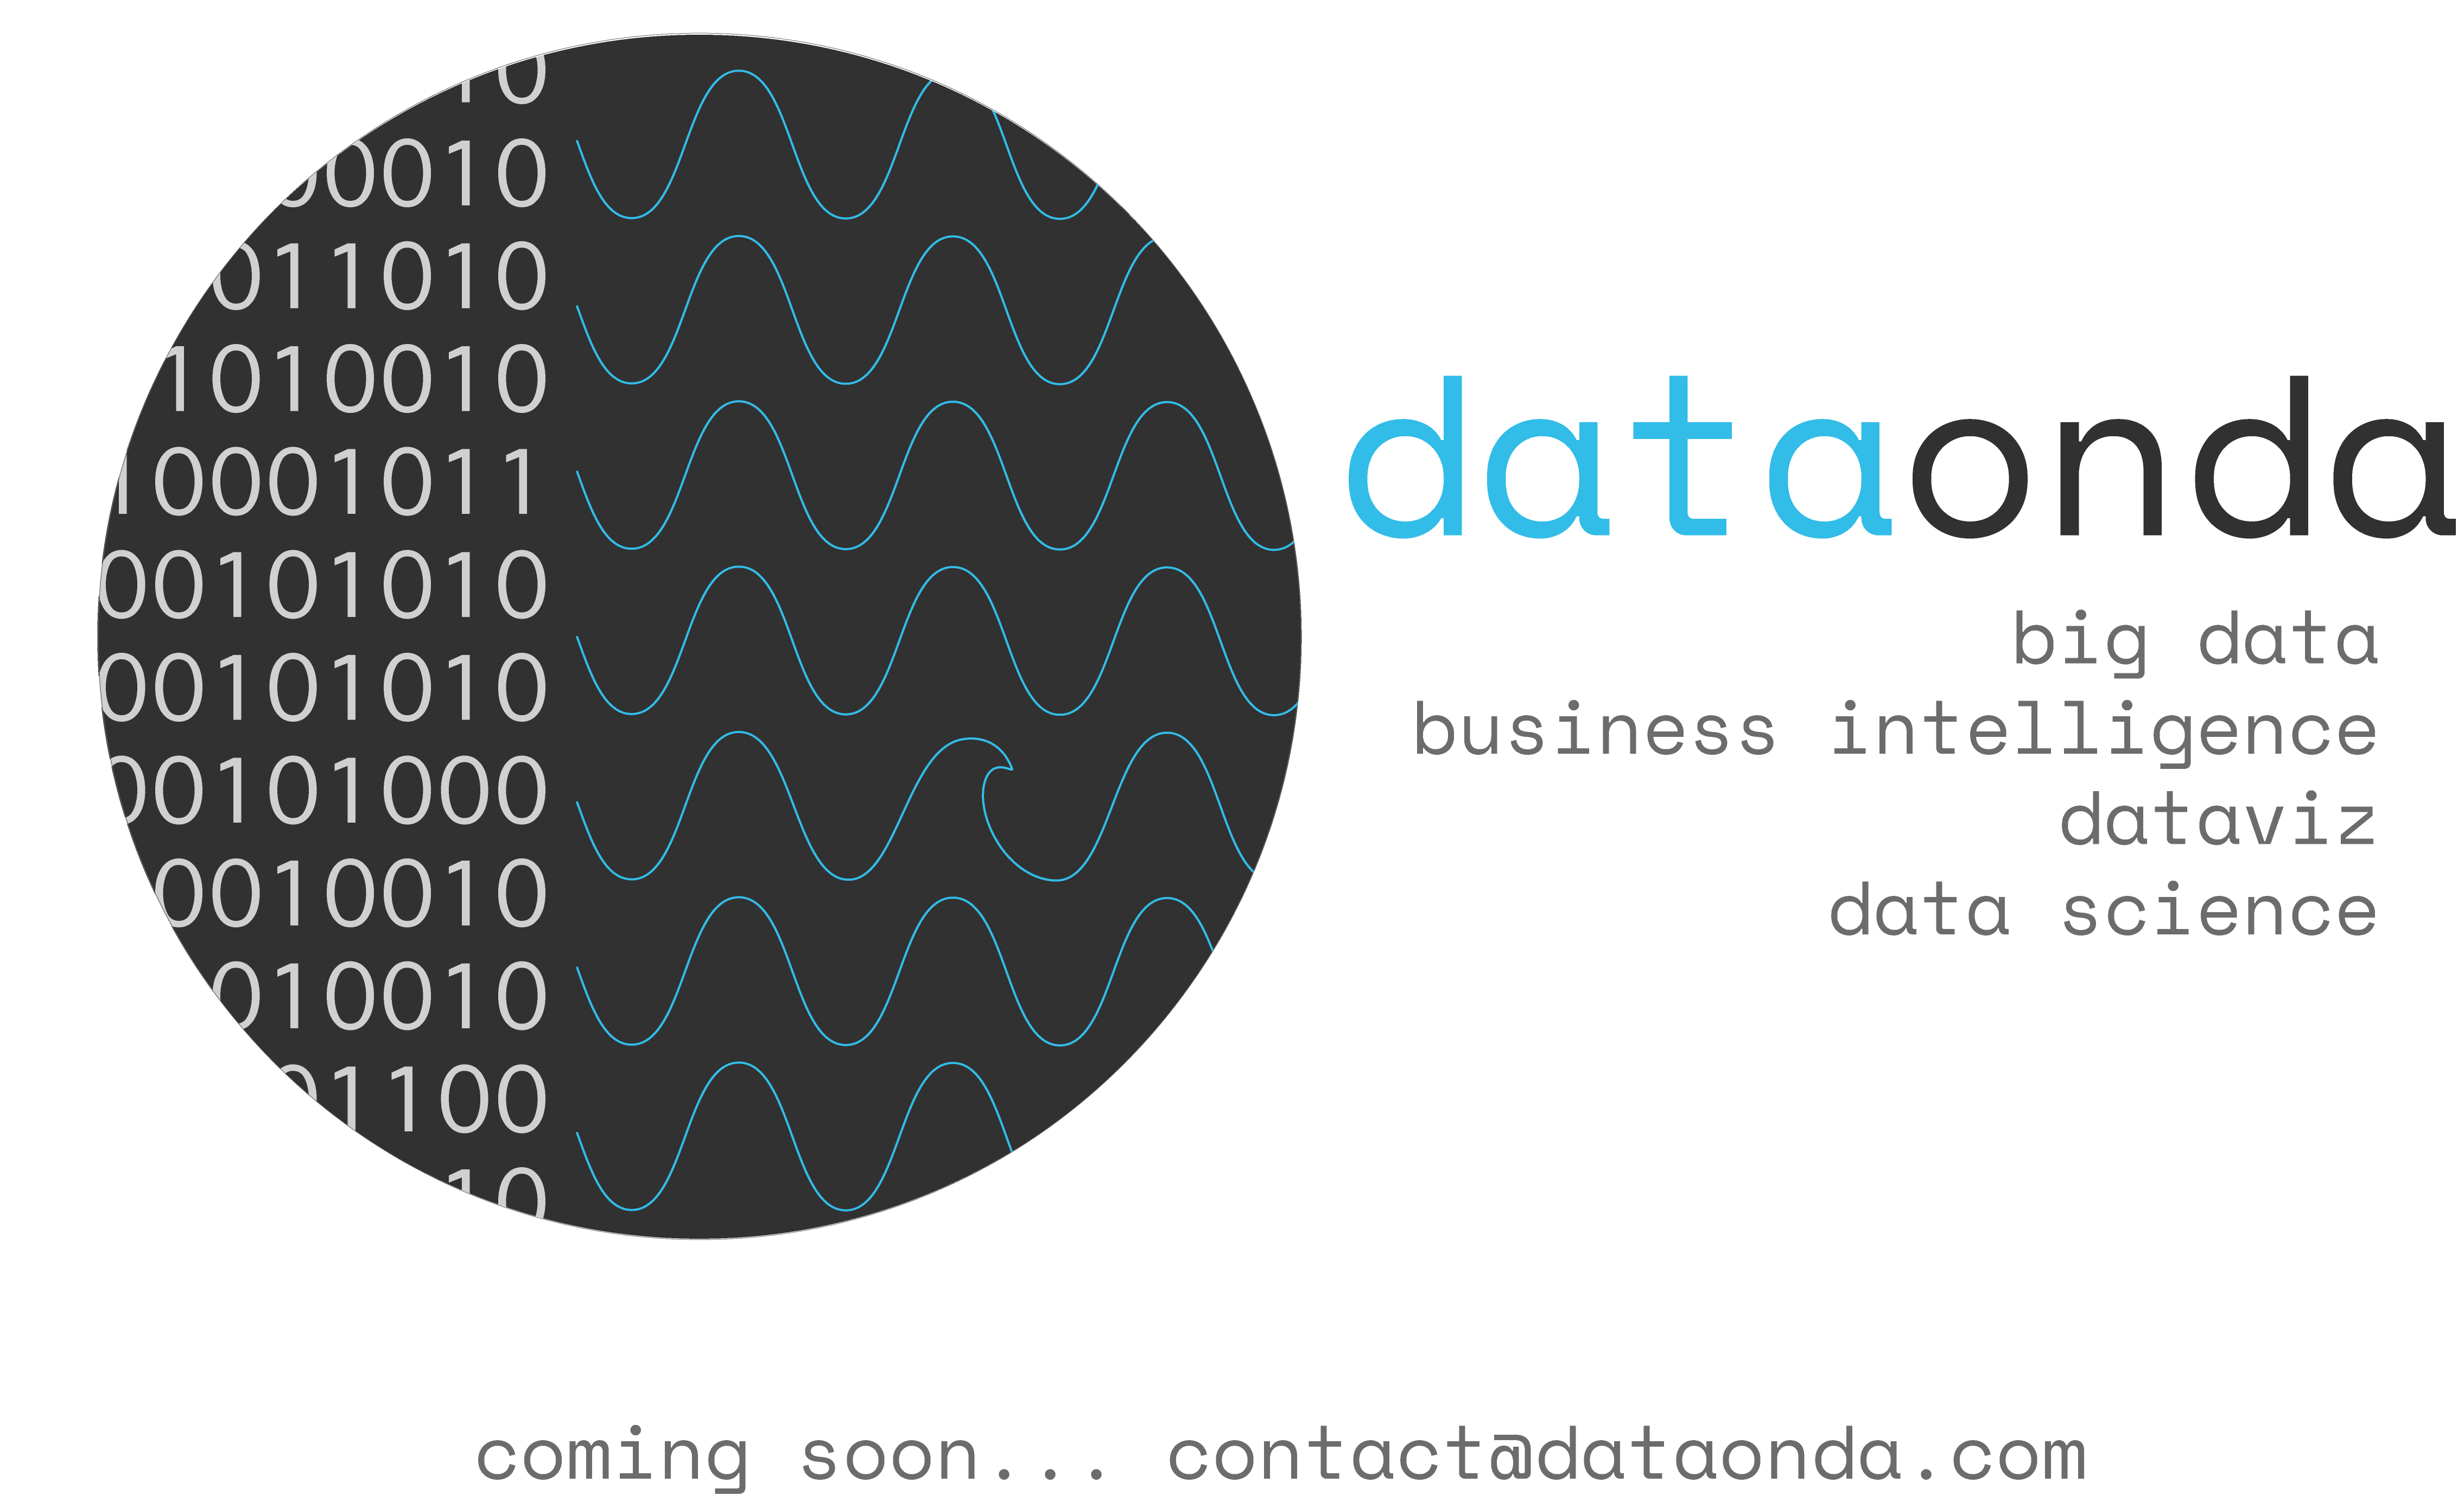 10
00010
011010
1010010
10001011
00101010
00101010
00101000
0010010
010010
01100
10
dataonda
big data
business intelligence
dataviz
data science
coming soon... contact@dataonda.com